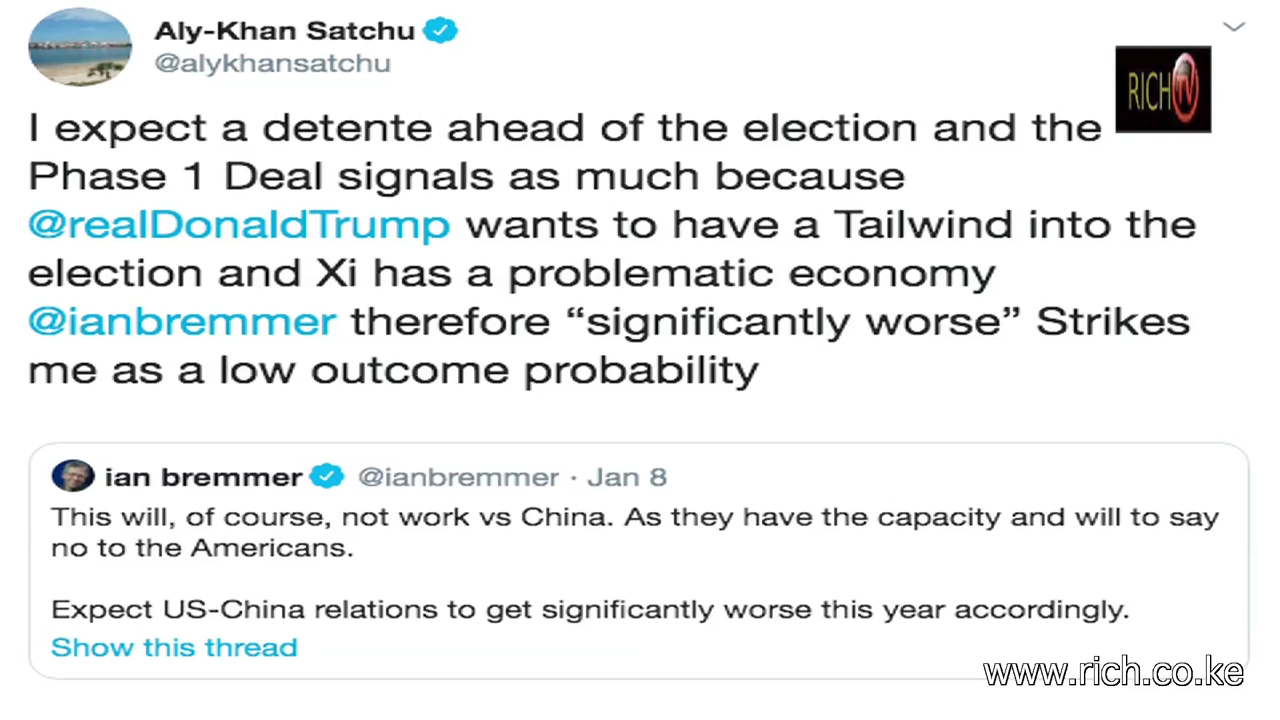 Aly-Khan Satchu
@alykhansatchu
RICH TV
I expect a detente ahead of the election and the
Phase 1 Deal signals as much because
@realDonaldTrump wants to have a Tailwind into the
election and Xi has a problematic economy
@ianbremmer therefore “significantly worse” Strikes
me as a low outcome probability
ian bremmer @ianbremmer · Jan 8
This will, of course, not work vs China. As they have the capacity and will to say
no to the Americans.
Expect US-China relations to get significantly worse this year accordingly.
Show this thread
www.rich.co.ke